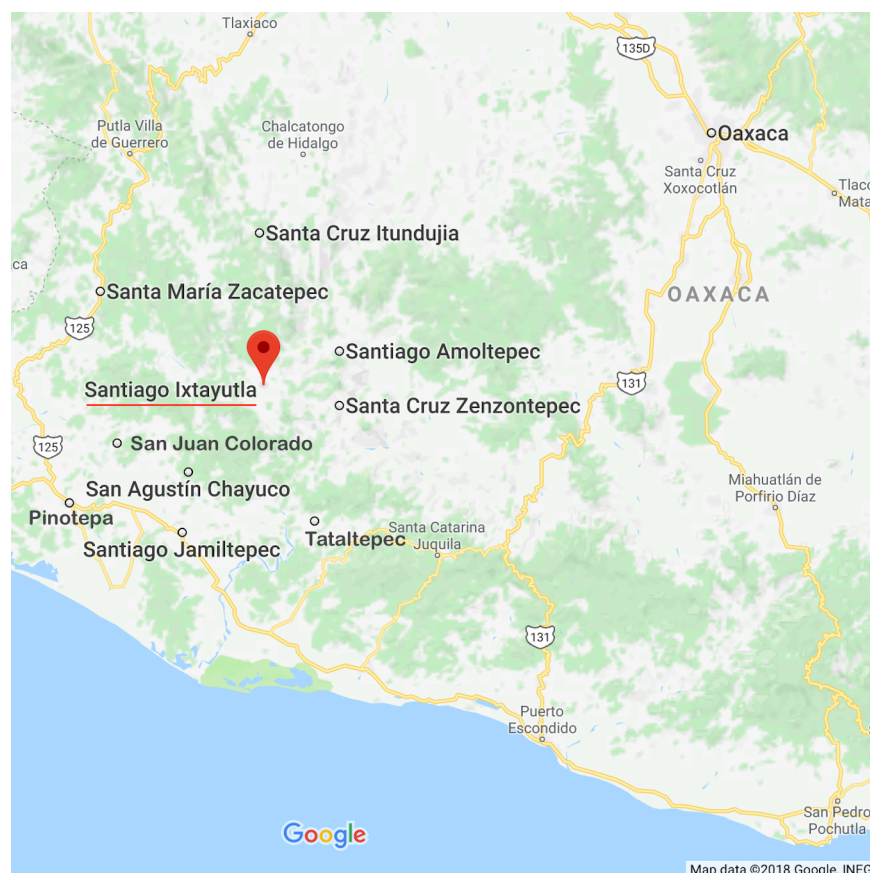 Tlaxiaco
135D
Putla Villa
de Guerrero
Chalcatongo
de Hidalgo
Oaxaca
Santa Cruz
Xoxocotlán
Tlaco
Mata
Santa Cruz Itundujia
ca
Santa María Zacatepec
OAXACA
125
Santiago Amoltepec
Santiago Ixtayutla
131
Santa Cruz Zenzontepec
San Juan Colorado
125
San Agustín Chayuco
Miahuatlán de
Porfirio Díaz
Pinotepa
Santa Catarina
Juquila
Tataltepec
Santiago Jamiltepec
131
Puerto
Escondido
San Pedro
Pochutla
Google
Map data ©2018 Google, INEG